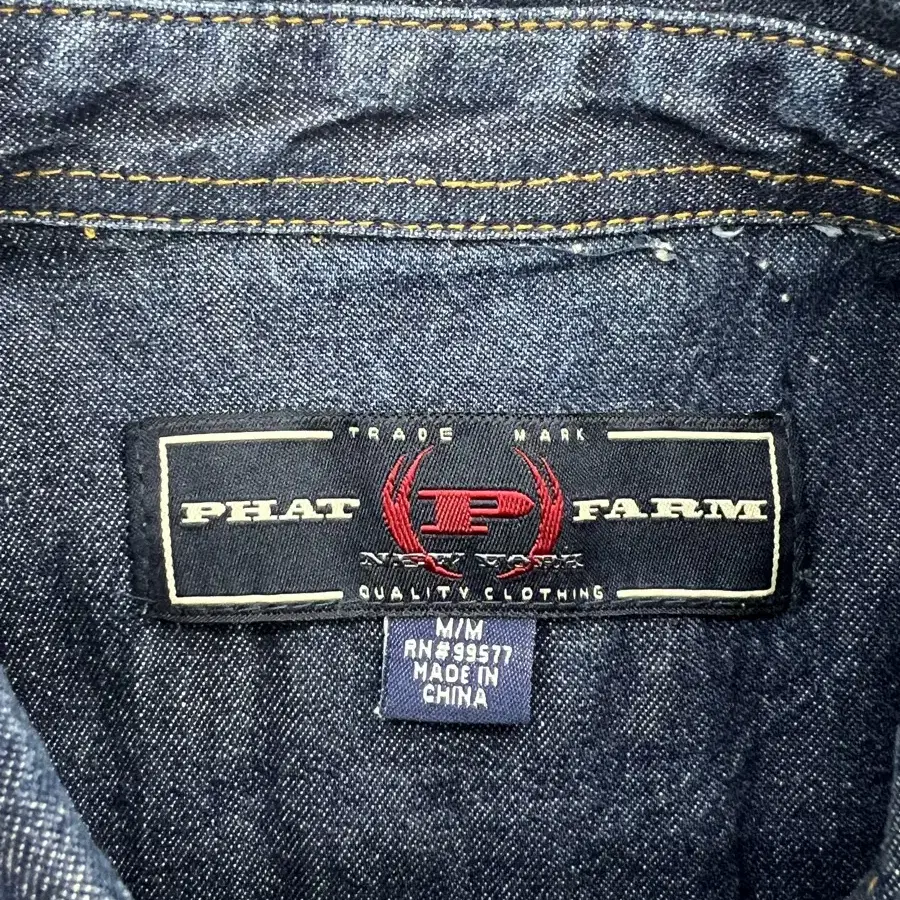 TRADE MARK
PHAT P FARM
NEW YORK
QUALITY CLOTHING
M/M
RN#99577
MADE IN
CHINA